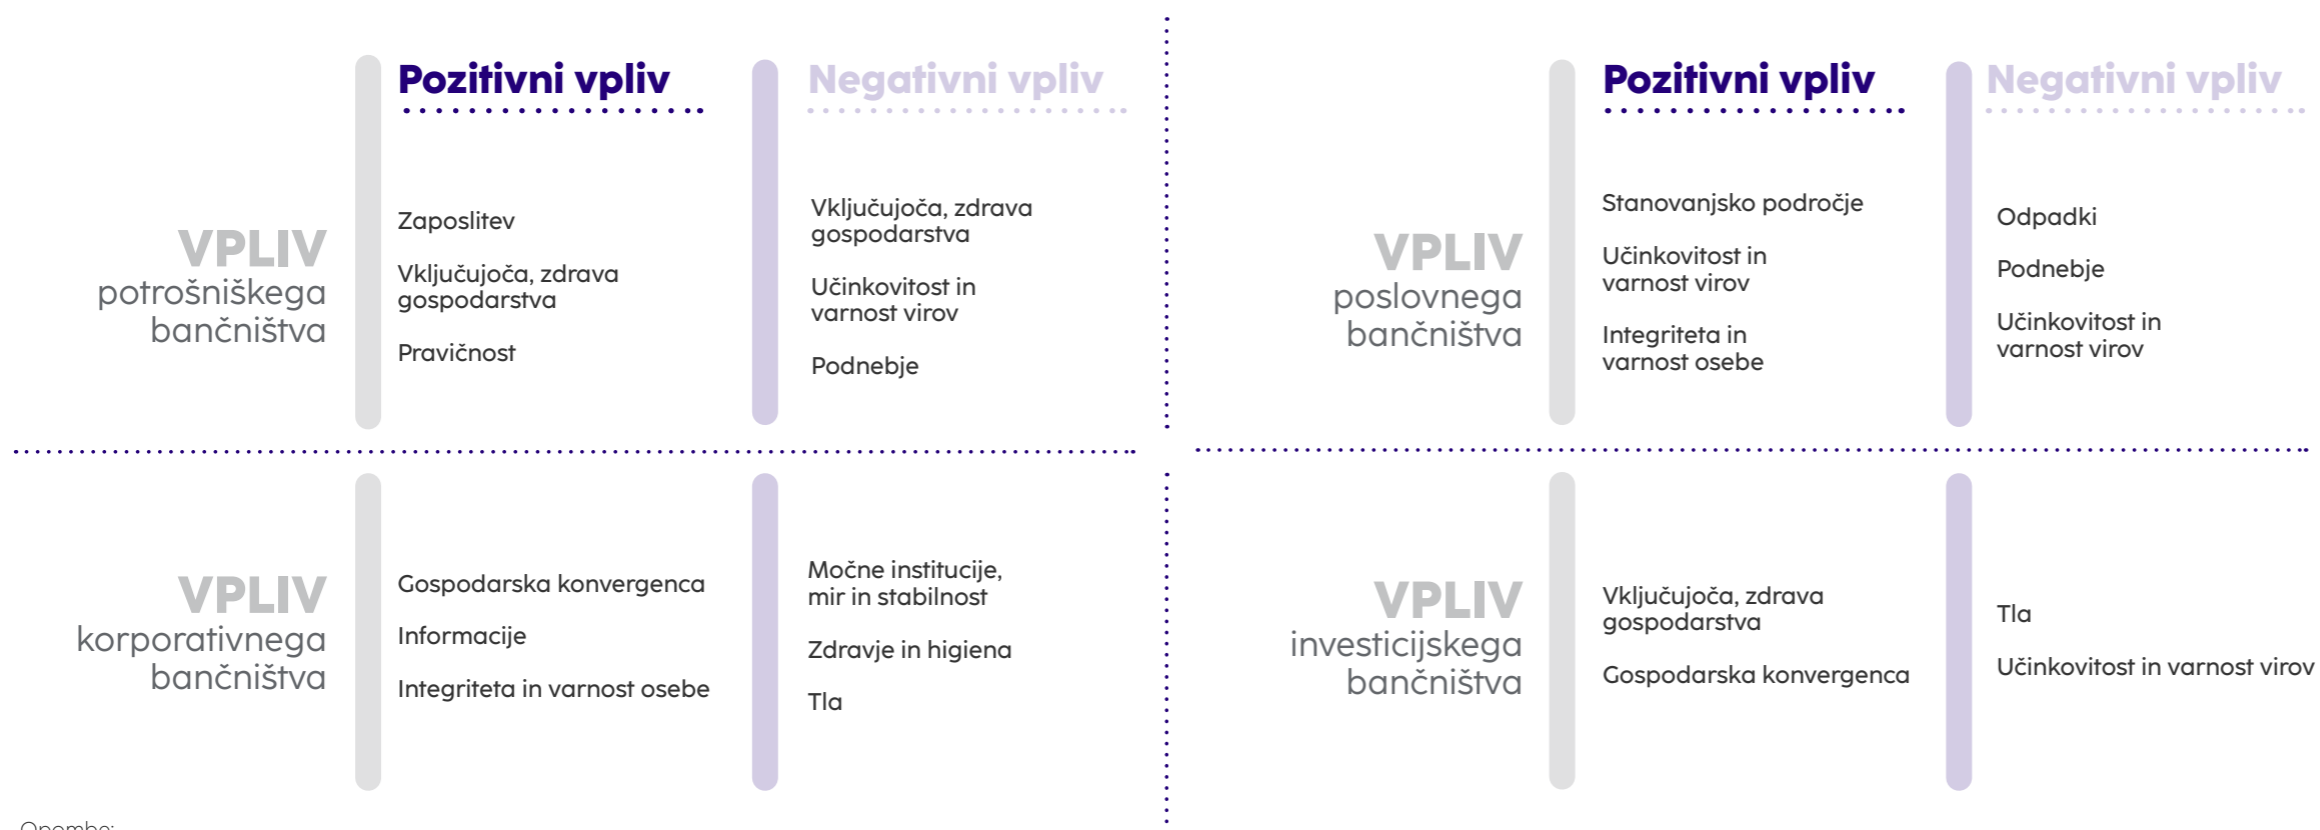 Pozitivni vpliv
Negativni vpliv
VPLIV
potrošniškega
bančništva
Zaposlitev
Vključujoča, zdrava
gospodarstva
Pravičnost
Vključujoča, zdrava
gospodarstva
Učinkovitost in
varnost virov
Podnebje
Pozitivni vpliv
Negativni vpliv
VPLIV
poslovnega
bančništva
Stanovanjsko področje
Učinkovitost in
varnost virov
Integriteta in
varnost osebe
Odpadki
Podnebje
Učinkovitost in
varnost virov
VPLIV
korporativnega
bančništva
Gospodarska konvergenca
Informacije
Integriteta in varnost osebe
Močne institucije,
mir in stabilnost
Zdravje in higiena
Tla
VPLIV
investicijskega
bančništva
Vključujoča, zdrava
gospodarstva
Gospodarska konvergenca
Tla
Učinkovitost in varnost virov
Opombe: